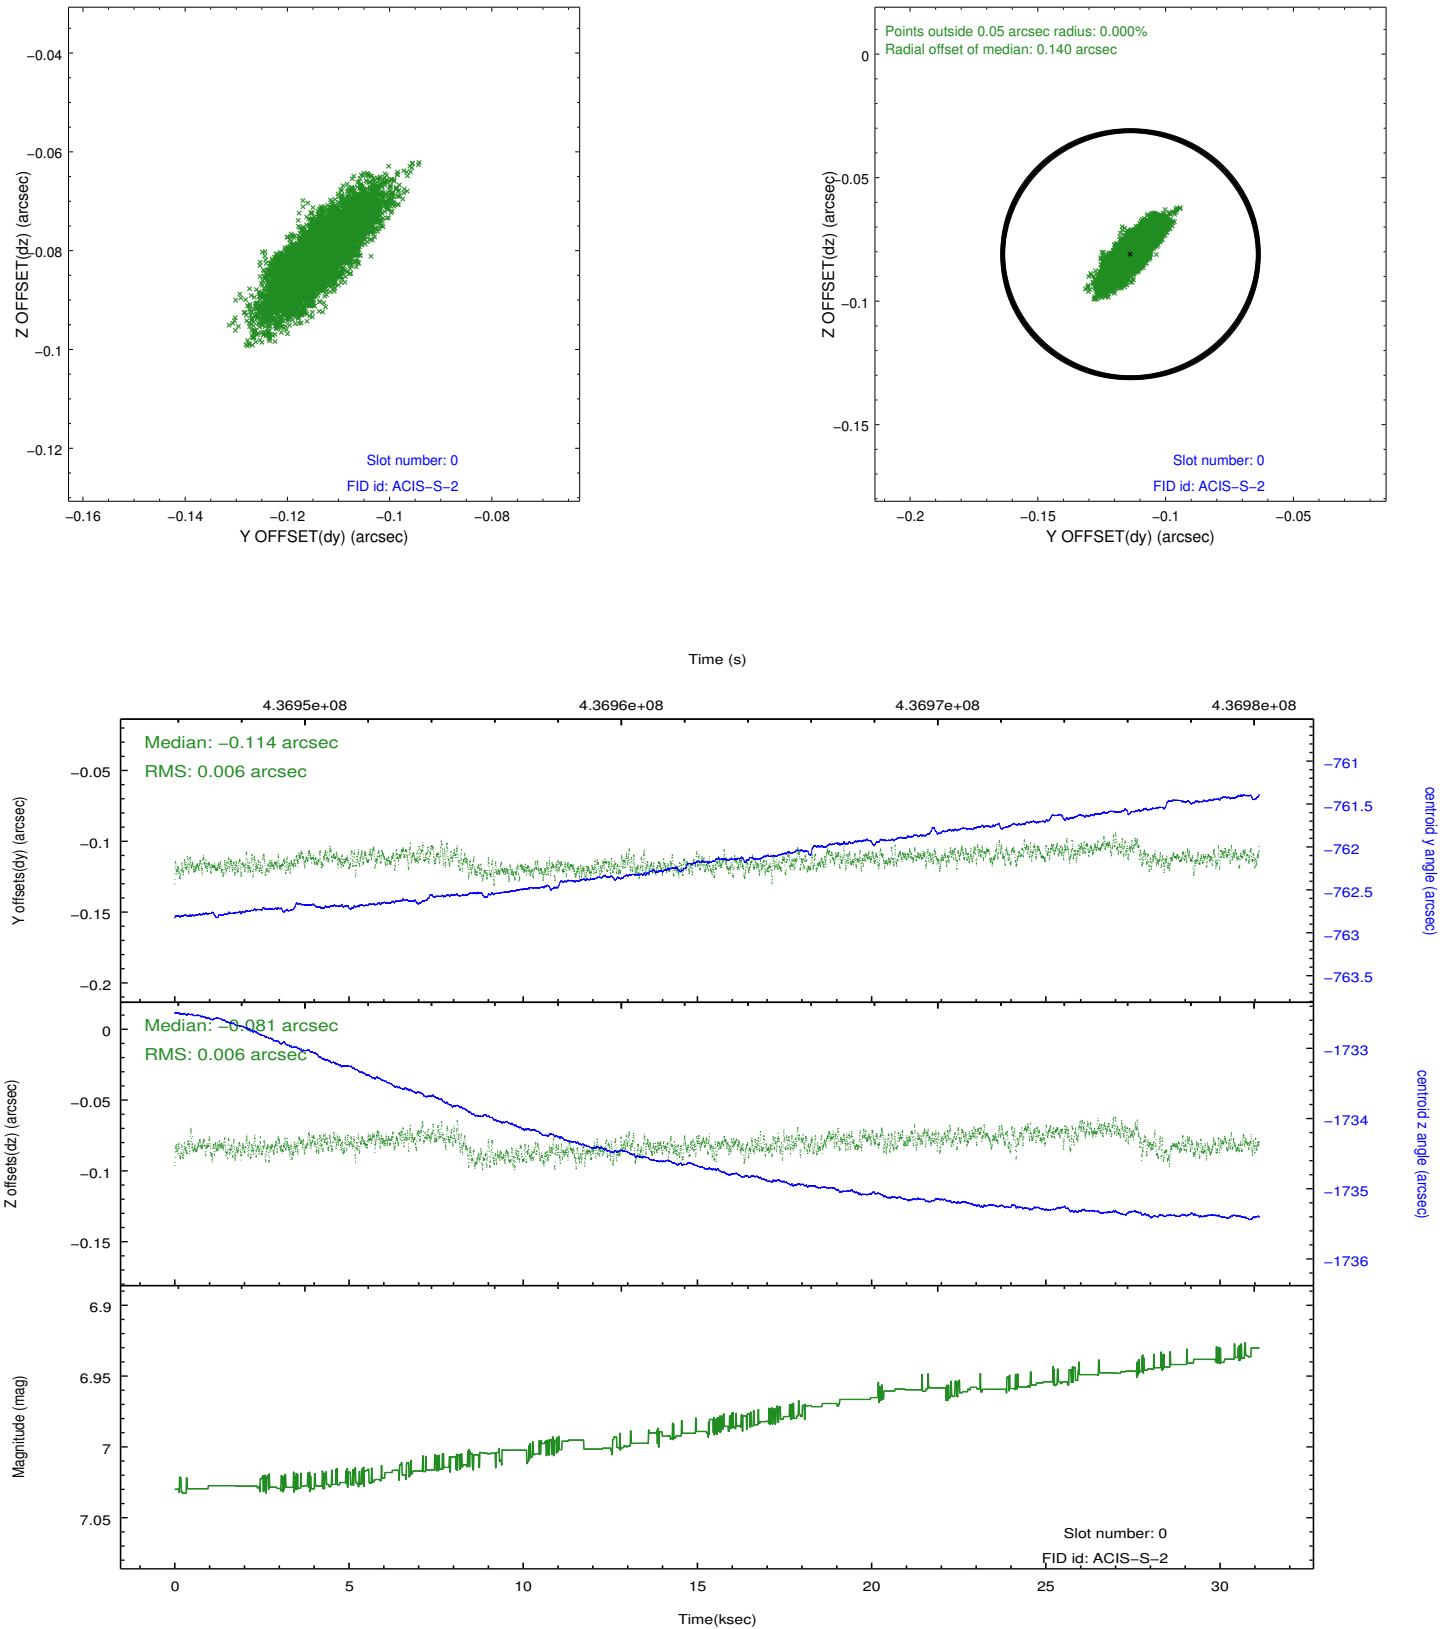 −0.04
−0.06
−0.08
−0.1
−0.12
Z OFFSET(dz) (arcsec)
Slot number: 0
FID id: ACIS−S−2
−0.16
−0.14
−0.12
−0.1
−0.08
Y OFFSET(dy) (arcsec)
Points outside 0.05 arcsec radius: 0.000%
Radial offset of median: 0.140 arcsec
0
−0.05
−0.1
−0.15
Z OFFSET(dz) (arcsec)
Slot number: 0
FID id: ACIS−S−2
−0.2
−0.15
−0.1
−0.05
Y OFFSET(dy) (arcsec)
Time (s)
4.3695e+08
4.3696e+08
4.3697e+08
4.3698e+08
Median: −0.114 arcsec
RMS: 0.006 arcsec
−0.05
−0.1
−0.15
−0.2
Y offsets(dy) (arcsec)
−761
−761.5
−762
−762.5
−763
−763.5
centroid y angle (arcsec)
Median: −0.081 arcsec
RMS: 0.006 arcsec
0
−0.05
−0.1
−0.15
Z offsets(dz) (arcsec)
−1733
−1734
−1735
−1736
centroid z angle (arcsec)
6.9
6.95
7
7.05
Magnitude (mag)
Slot number: 0
FID id: ACIS−S−2
0
5
10
15
20
25
30
Time(ksec)